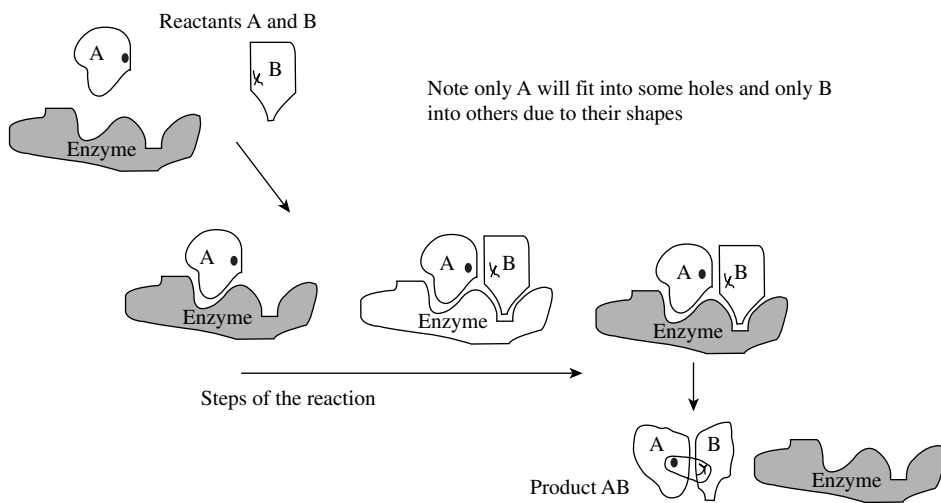 Reactants A and B
A
B
Note only A will fit into some holes and only B
into others due to their shapes
Enzyme
A
Enzyme
A
B
Enzyme
A
B
Enzyme
Steps of the reaction
A
B
Product AB